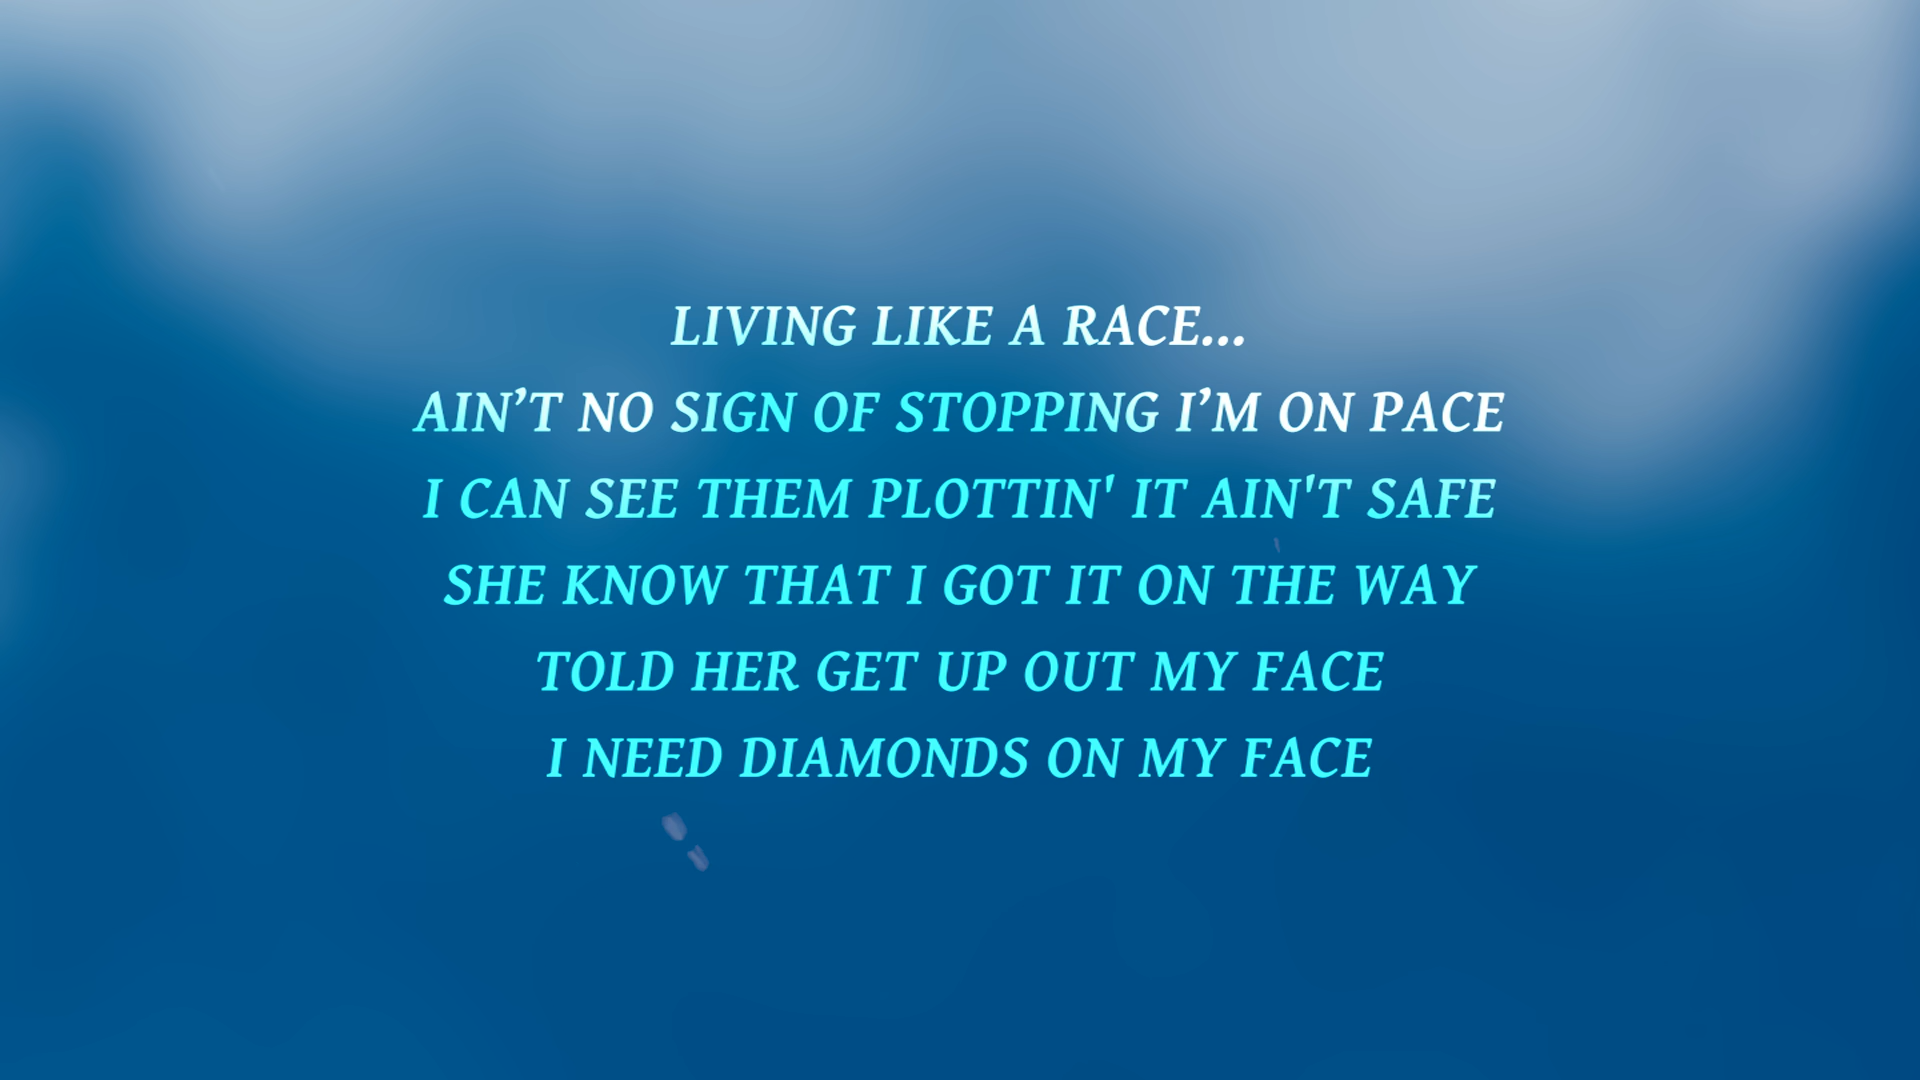 LIVING LIKE A RACE...
AIN’T NO SIGN OF STOPPING I’M ON PACE
I CAN SEE THEM PLOTTIN' IT AIN'T SAFE
SHE KNOW THAT I GOT IT ON THE WAY
TOLD HER GET UP OUT MY FACE
I NEED DIAMONDS ON MY FACE